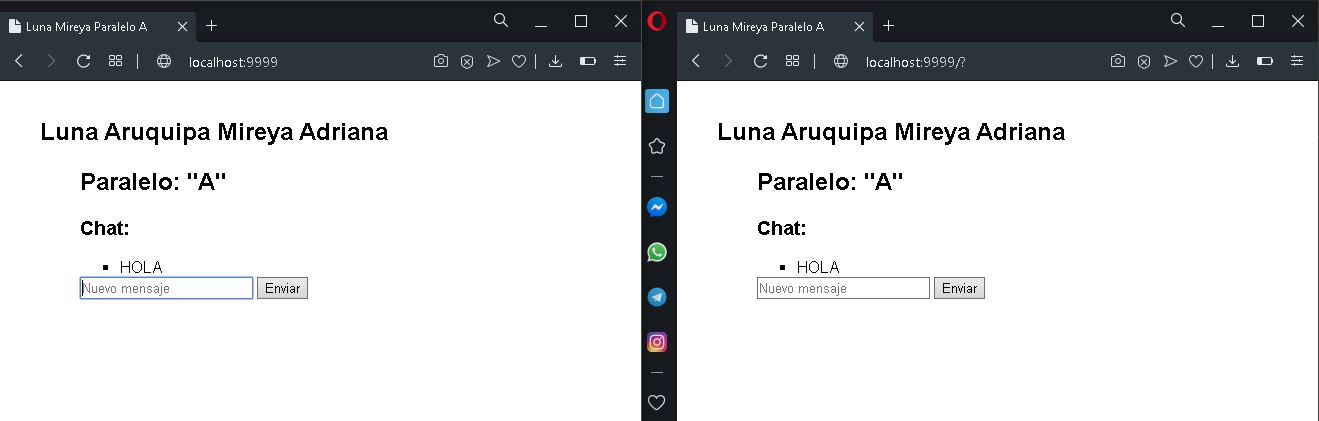 Luna Mireya Paralelo A
localhost:9999
Luna Aruquipa Mireya Adriana
Paralelo: "A"
Chat:
HOLA
Nuevo mensaje Enviar
Luna Mireya Paralelo A
localhost:9999/?
Luna Aruquipa Mireya Adriana
Paralelo: "A"
Chat:
HOLA
Nuevo mensaje Enviar